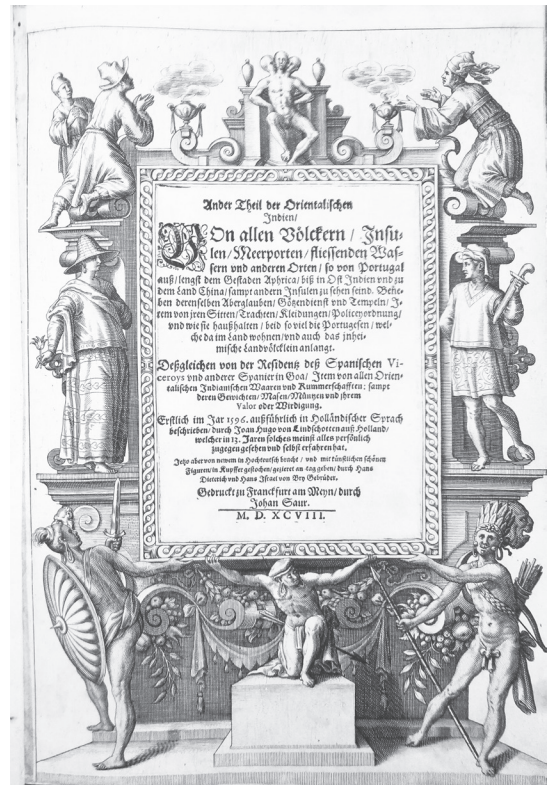 Ander Theil der Orientalischen
Indien/
Von allen Völckern / Insu-
len / Meerporten / fliessenden Was-
sern vnd anderen Orten / so von Portugal
auß / lengst dem Gestaden Aphrica / biß in Ost Indien vnd zu
dem Land China / sampt andern Insulen zu sehen seind. Bene-
ben derenselben Aberglauben / Götzendienst vnd Tempeln / J-
tem von jren Sitten / Trachten / Kleidungen / Policeyordnung /
vnd wie sie haußhalten / beid so viel die Portugesen / wel-
che da im Land wohnen / vnd auch das jnhei-
mische Landvölcklein anlangt.
Deßgleichen von der Residentz deß Spanischen Vi-
ceroys vnd anderer Spanier in Goa / Jtem von allen Orien-
talischen Indianischen Waaren vnd Kummerschafften; sampt
deren Gewichten / Masen / Müntzen vnd jhrem
Valor oder Wirdigung.
Erstlich im Jar 1596. außführlich in Holländischer Sprach
beschrieben / durch Joan Hugo von Lindschotten auß Holland /
welcher in 13. Jaren solches meinst alles persönlich
zugegen gesehen vnd selbst erfahren hat.
Jetzo aber von newem in Hochteutsch bracht / vnd mit künstlichen schönen
Figuren / in Kupffer gestochen / gezieret an tag geben / durch Hans
Dieterich vnd Hans Israel von Bry Gebrüder.
Gedruckt zu Franckfurt am Meyn / durch
Johan Saur.
M. D. XCVIII.